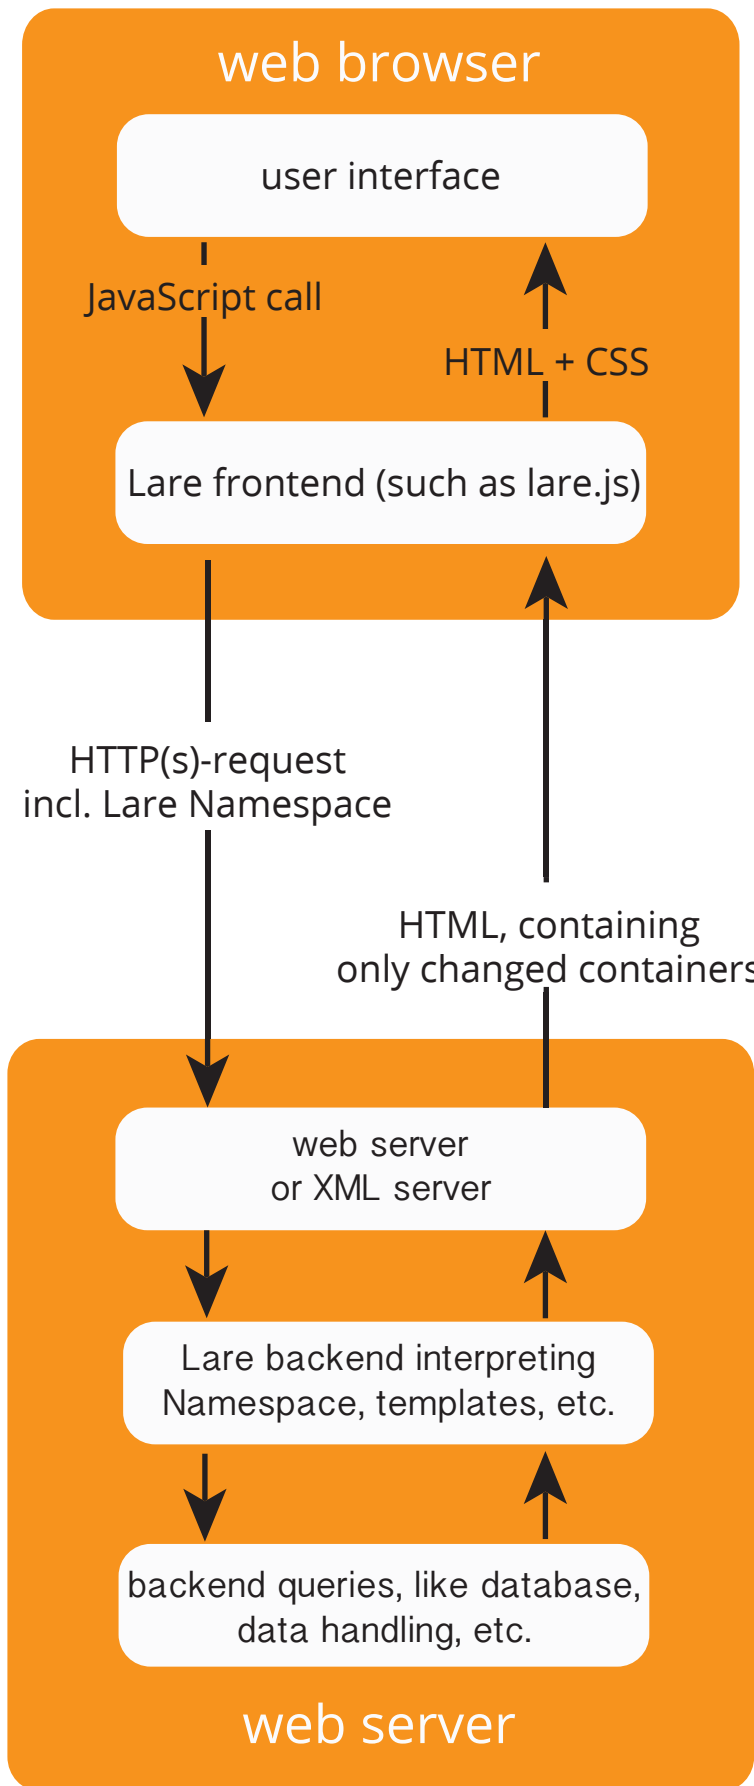 web browser
user interface
JavaScript call
HTML + CSS
Lare frontend (such as lare.js)
HTTP(s)-request
incl. Lare Namespace
HTML, containing
only changed containers
web server
or XML server
Lare backend interpreting
Namespace, templates, etc.
backend queries, like database,
data handling, etc.
web server